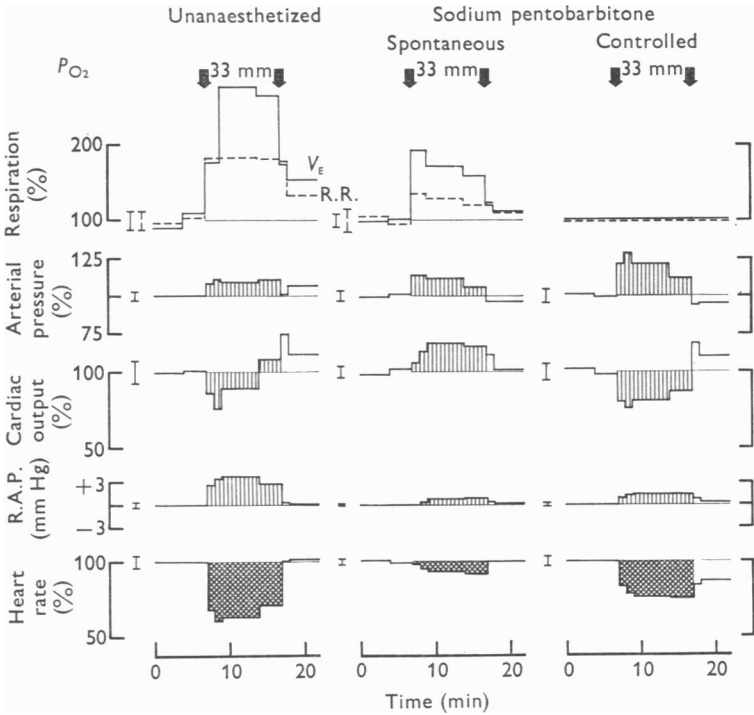 Unanaesthetized
Sodium pentobarbitone
Spontaneous
Controlled
PO2
33 mm
33 mm
33 mm
Respiration (%)
200
100
VE
R.R.
Arterial pressure (%)
125
75
Cardiac output (%)
100
50
R.A.P. (mm Hg)
+3
−3
Heart rate (%)
100
50
0 10 20
0 10 20
0 10 20
Time (min)